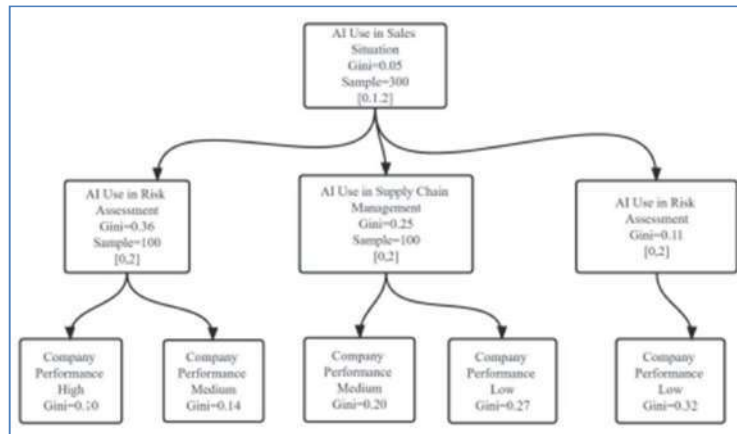 AI Use in Sales
Situation
Gini=0.05
Sample=300
[0.1.2]
AI Use in Risk
Assessment
Gini=0.36
Sample=100
[0,2]
AI Use in Supply Chain
Management
Gini=0.25
Sample=100
[0,2]
AI Use in Risk
Assessment
Gini=0.11
[0,2]
Company
Performance
High
Company
Performance
Medium
Gini=0.14
Company
Performance
Medium
Gini=0.20
Company
Performance
Low
Gini=0.27
Company
Performance
Low
Gini=0.32